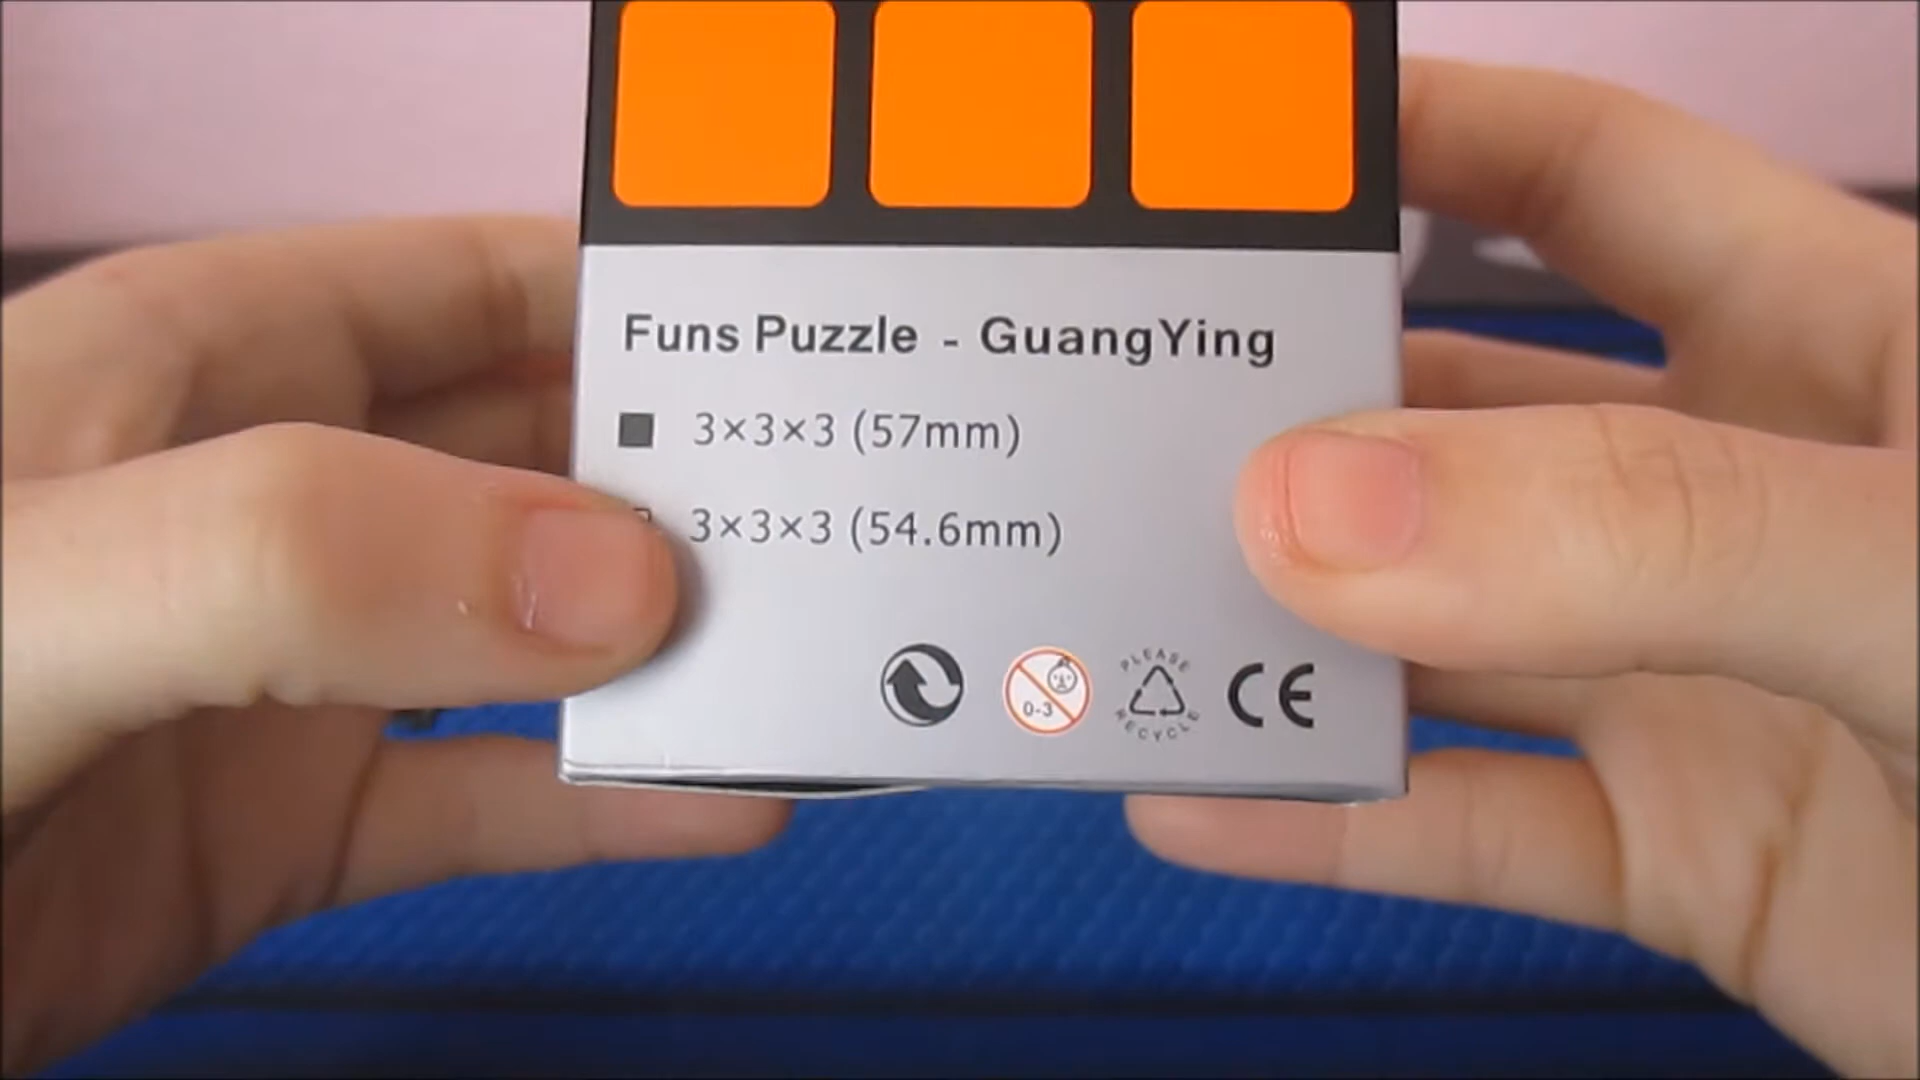 Funs Puzzle - GuangYing
3×3×3 (57mm)
3×3×3 (54.6mm)
0-3
PLEASE
RECYCLE
CE